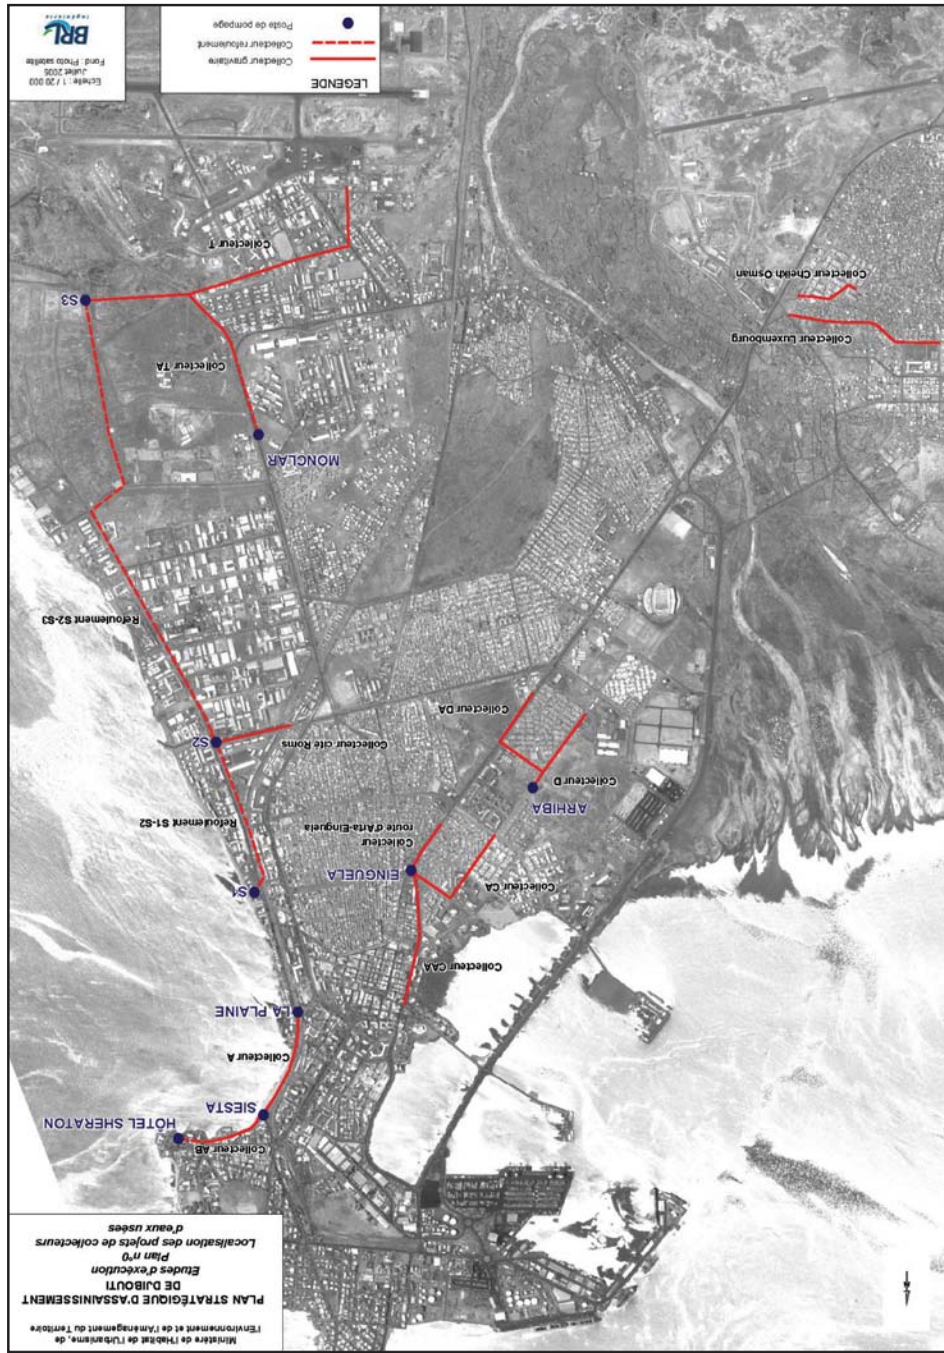 Ministère de l'Habitat de l'Urbanisme, de
l'Environnement et de l'Aménagement du Territoire
PLAN STRATÉGIQUE D'ASSAINISSEMENT
DE DJIBOUTI
Etudes d'exécution
Plan n°0
Localisation des projets de collecteurs
d'eaux usées
Collecteur AB
HOTEL SHERATON
SIESTA
Collecteur A
LA PLAINE
Collecteur CAA
S1
Collecteur CA
EINGUELA
Collecteur
route d'Arta-Einguela
Refoulement S1-S2
ARHIBA
Collecteur D
S2
Collecteur cité Roms
Collecteur DA
Refoulement S2-S3
MONCLAR
Collecteur TA
Collecteur Luxembourg
S3
Collecteur Cheikh Osman
Collecteur T
LEGENDE
Collecteur gravitaire
Collecteur refoulement
Poste de pompage
Echelle : 1 / 20 000
Juillet 2005
Fond : Photo satellite
BRL
Ingénierie